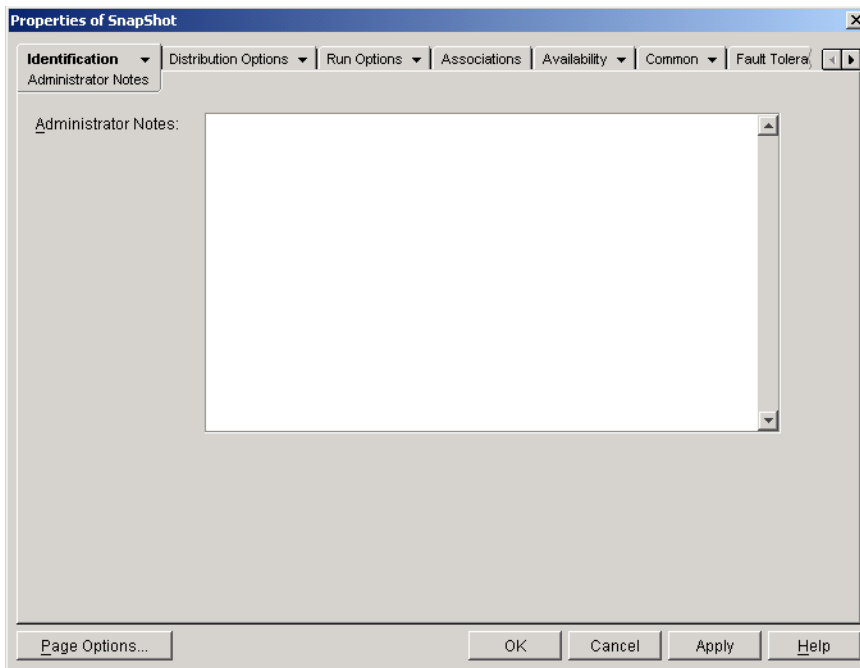 Properties of SnapShot
Identification Distribution Options Run Options Associations Availability Common Fault Tolera
Administrator Notes
Administrator Notes:
Page Options... OK Cancel Apply Help